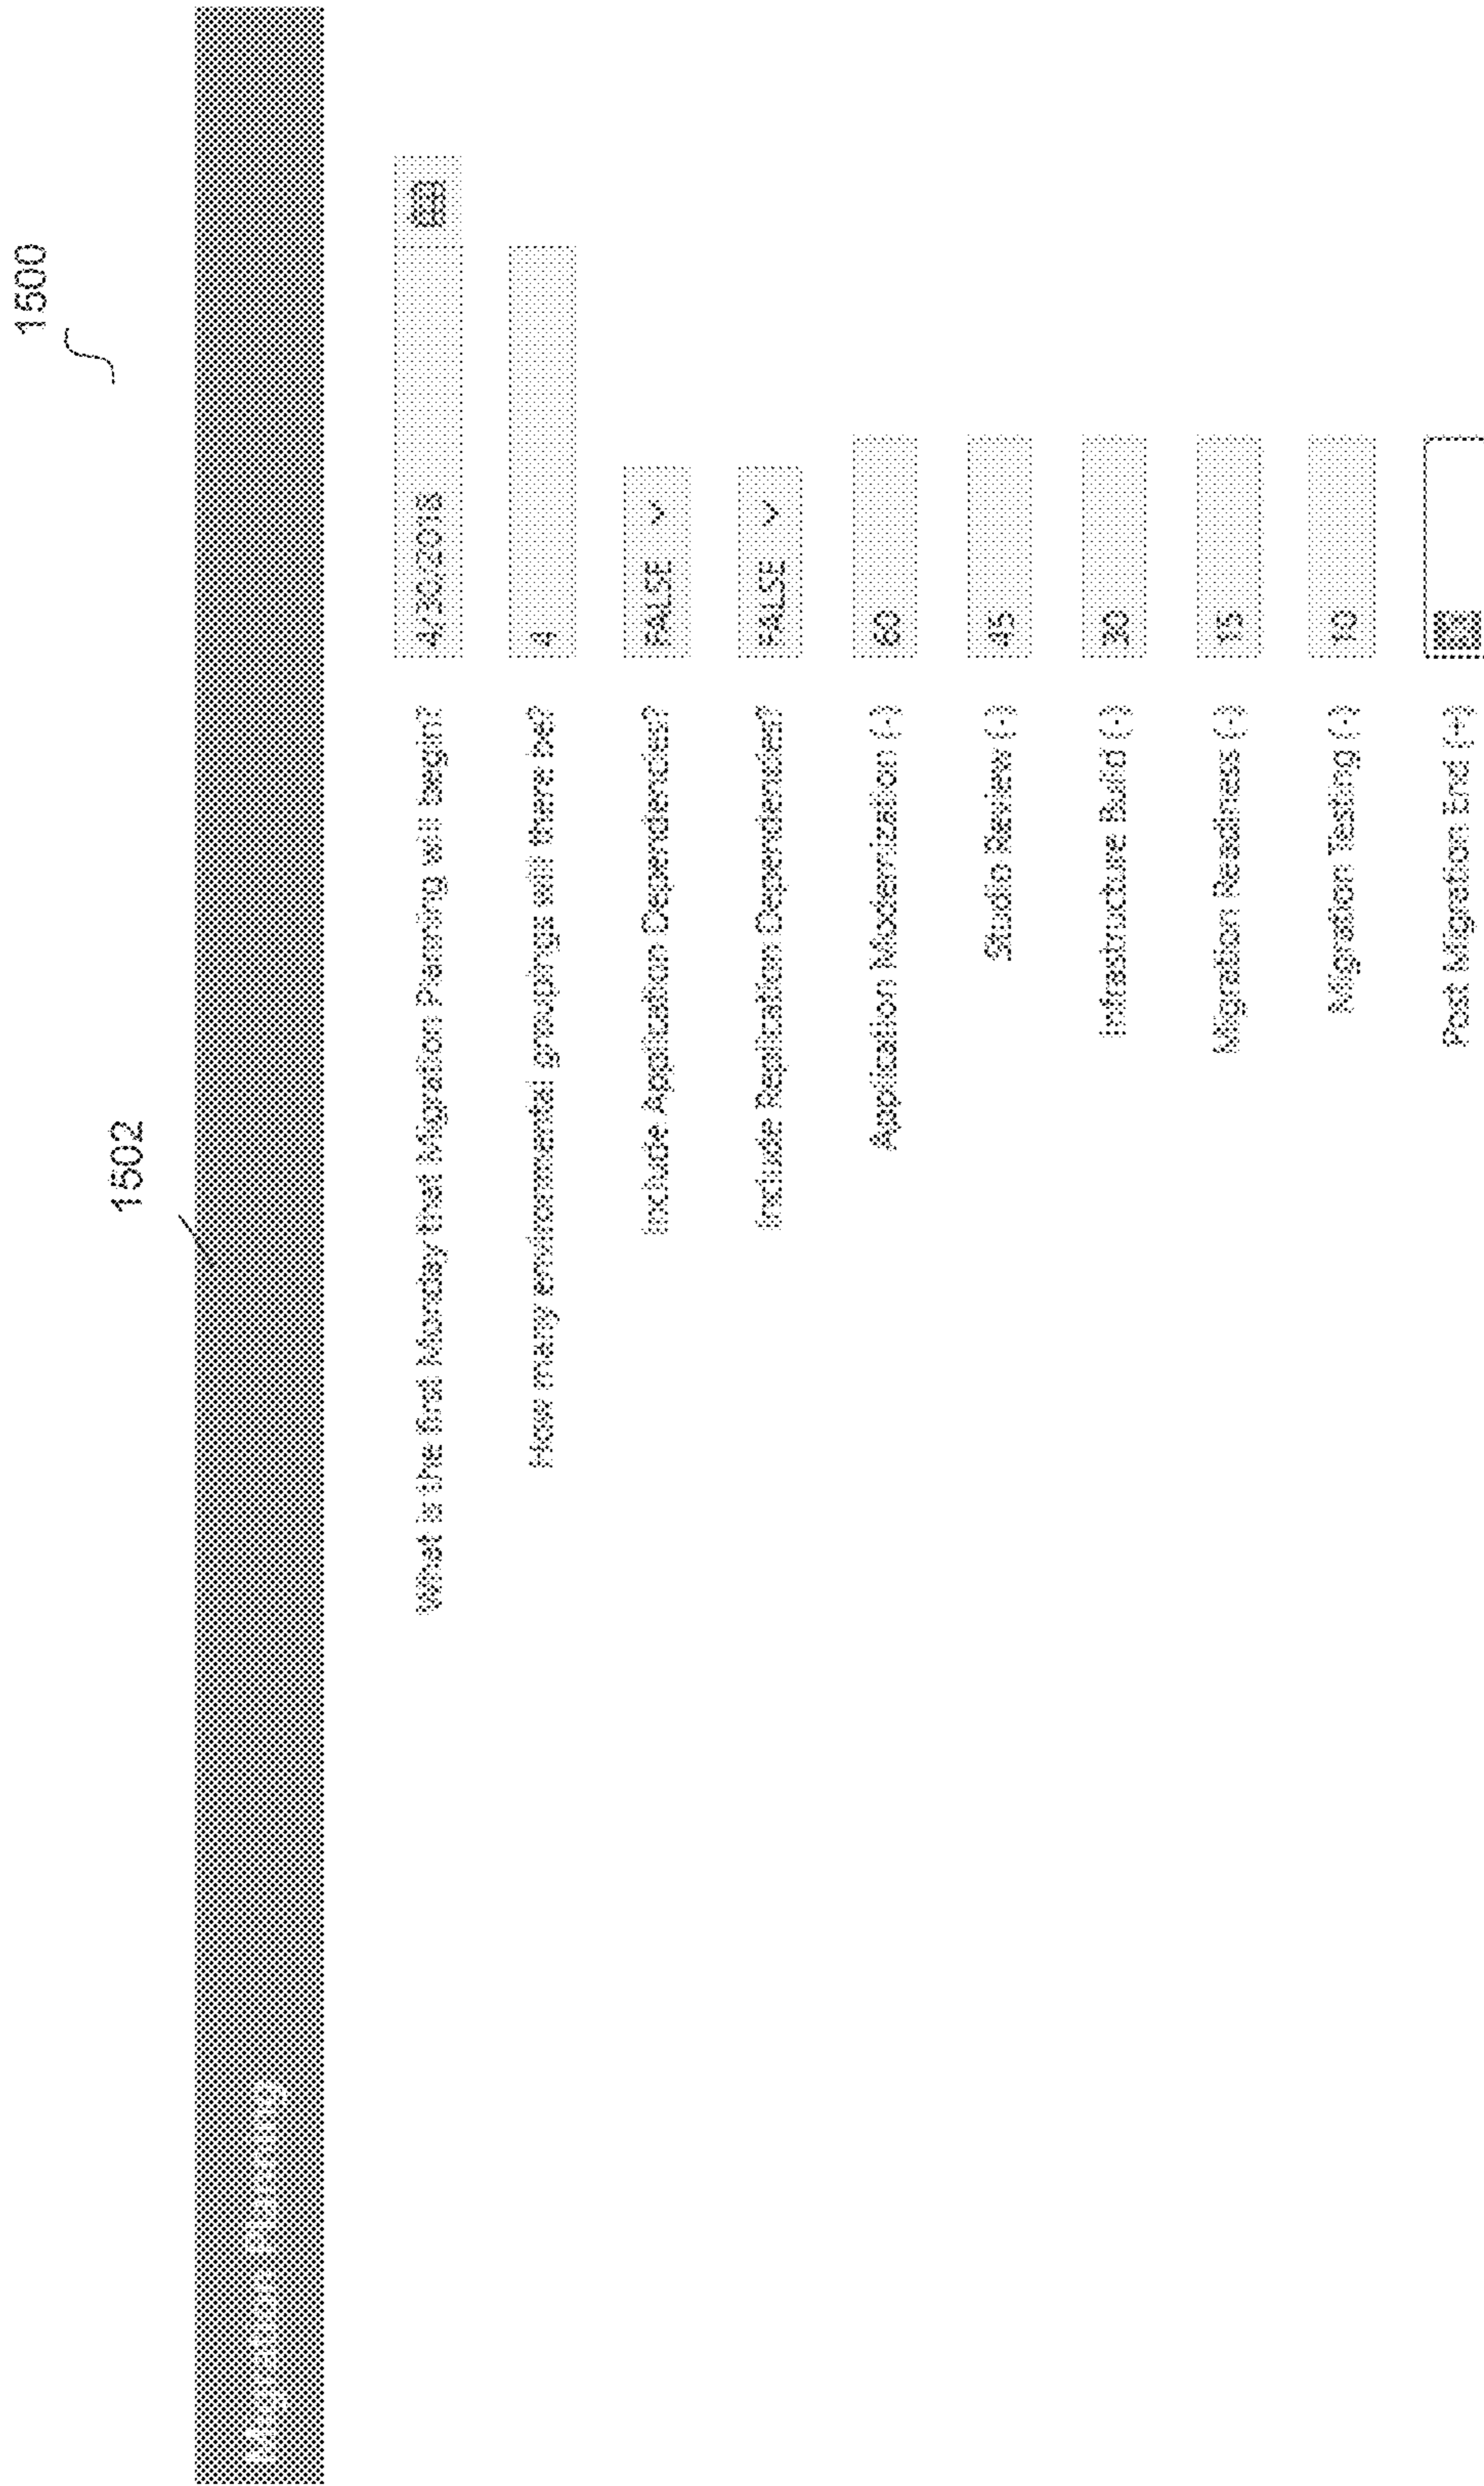 1500
1502
Migration Planning
What is the first Monday that Migration Panning will begin? 4/30/2018
How many environmental groupings will there be? 4
Include Application Dependencies? FALSE
Include Replication Dependencies? FALSE
Application Modernization (-) 60
Studio Review (-) 45
Infrastructure Build (-) 30
Migration Readiness (-) 15
Migration Testing (-) 10
Post Migration End (+)